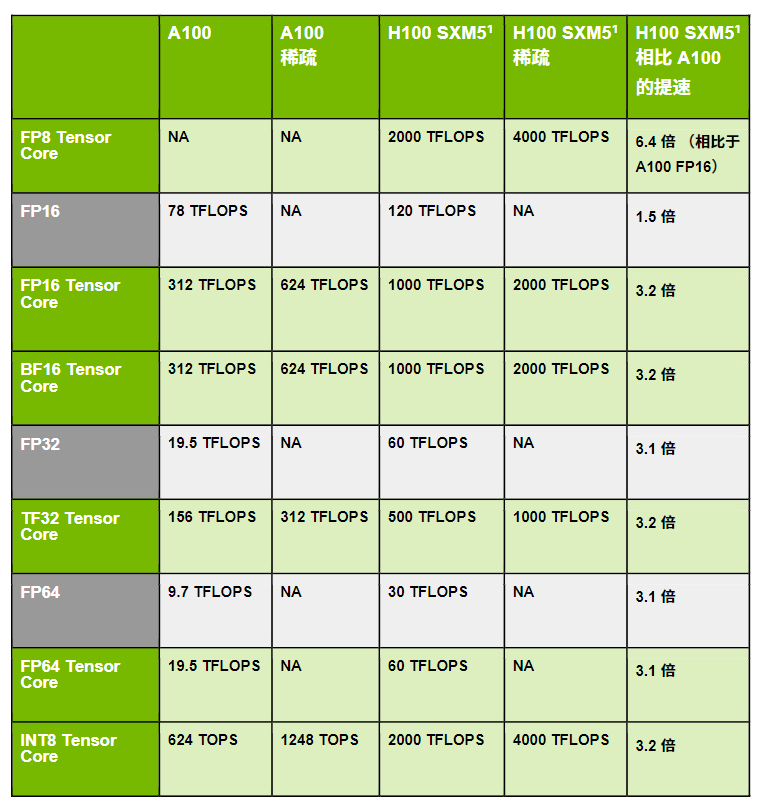 A100
A100
稀疏
H100 SXM5¹
H100 SXM5¹
稀疏
H100 SXM5¹
相比 A100
的提速
FP8 Tensor
Core
NA
NA
2000 TFLOPS
4000 TFLOPS
6.4 倍 （相比于
A100 FP16）
FP16
78 TFLOPS
NA
120 TFLOPS
NA
1.5 倍
FP16 Tensor
Core
312 TFLOPS
624 TFLOPS
1000 TFLOPS
2000 TFLOPS
3.2 倍
BF16 Tensor
Core
312 TFLOPS
624 TFLOPS
1000 TFLOPS
2000 TFLOPS
3.2 倍
FP32
19.5 TFLOPS
NA
60 TFLOPS
NA
3.1 倍
TF32 Tensor
Core
156 TFLOPS
312 TFLOPS
500 TFLOPS
1000 TFLOPS
3.2 倍
FP64
9.7 TFLOPS
NA
30 TFLOPS
NA
3.1 倍
FP64 Tensor
Core
19.5 TFLOPS
NA
60 TFLOPS
NA
3.1 倍
INT8 Tensor
Core
624 TOPS
1248 TOPS
2000 TFLOPS
4000 TFLOPS
3.2 倍